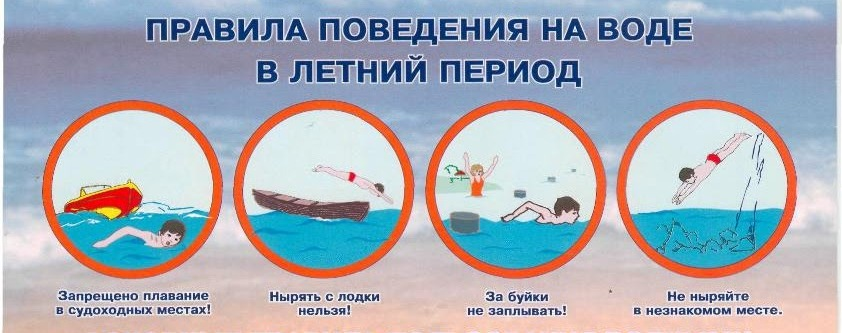 ПРАВИЛА ПОВЕДЕНИЯ НА ВОДЕ
В ЛЕТНИЙ ПЕРИОД
Запрещено плавание
в судоходных местах!
Нырять с лодки
нельзя!
За буйки
не заплывать!
Не ныряйте
в незнакомом месте.